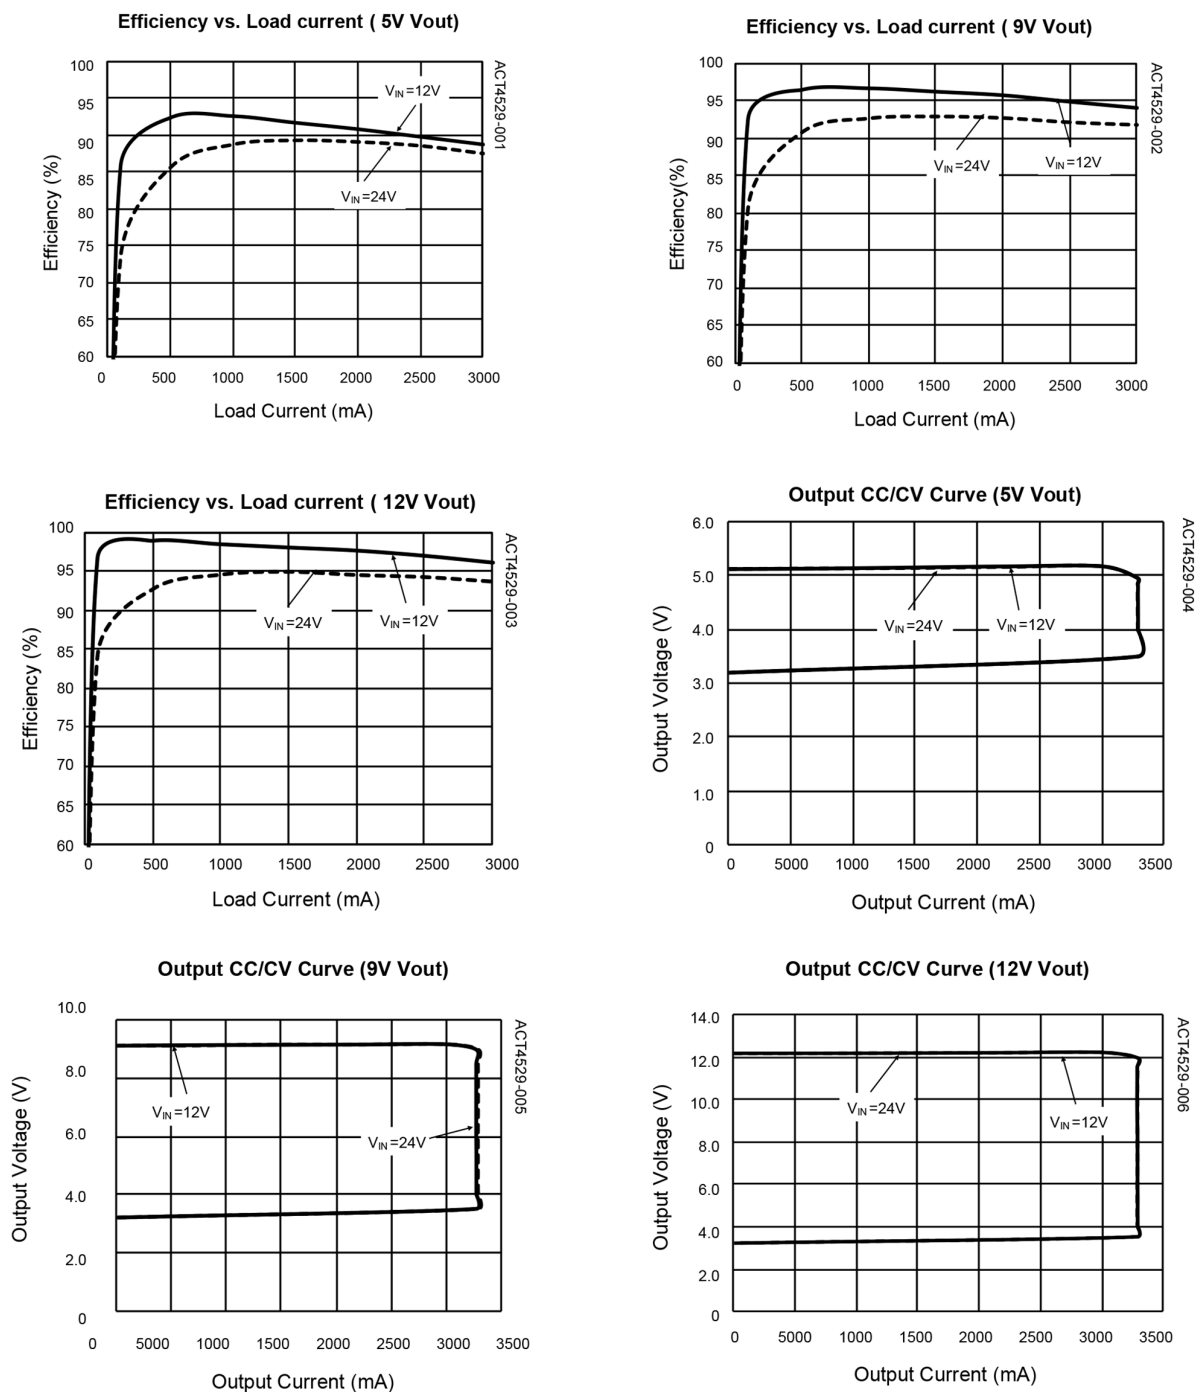 Efficiency vs. Load current ( 5V Vout)
100
95
90
85
80
75
70
65
60
0 500 1000 1500 2000 2500 3000
Efficiency (%)
Load Current (mA)
VIN=12V
VIN=24V
ACT4529-001
Efficiency vs. Load current ( 9V Vout)
100
95
90
85
80
75
70
65
60
0 500 1000 1500 2000 2500 3000
Efficiency(%)
Load Current (mA)
VIN=24V
VIN=12V
ACT4529-002
Efficiency vs. Load current ( 12V Vout)
100
95
90
85
80
75
70
65
60
0 500 1000 1500 2000 2500 3000
Efficiency (%)
Load Current (mA)
VIN=24V
VIN=12V
ACT4529-003
Output CC/CV Curve (5V Vout)
6.0
5.0
4.0
3.0
2.0
1.0
0
0 5000 1000 1500 2000 2500 3000 3500
Output Voltage (V)
Output Current (mA)
VIN=24V
VIN=12V
ACT4529-004
Output CC/CV Curve (9V Vout)
10.0
8.0
6.0
4.0
2.0
0
0 5000 1000 1500 2000 2500 3000 3500
Output Voltage (V)
Output Current (mA)
VIN=12V
VIN=24V
ACT4529-005
Output CC/CV Curve (12V Vout)
14.0
12.0
10.0
8.0
6.0
4.0
2.0
0
0 5000 1000 1500 2000 2500 3000 3500
Output Voltage (V)
Output Current (mA)
VIN=24V
VIN=12V
ACT4529-006